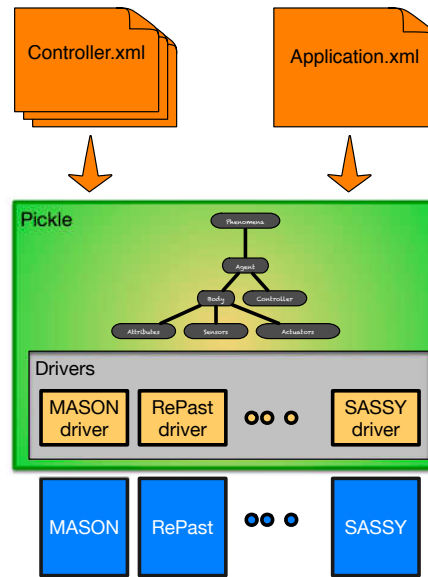 Controller.xml
Application.xml
Pickle
Phenomena
Agent
Body
Controller
Attributes
Sensors
Actuators
Drivers
MASON
driver
RePast
driver
SASSY
driver
MASON
RePast
SASSY